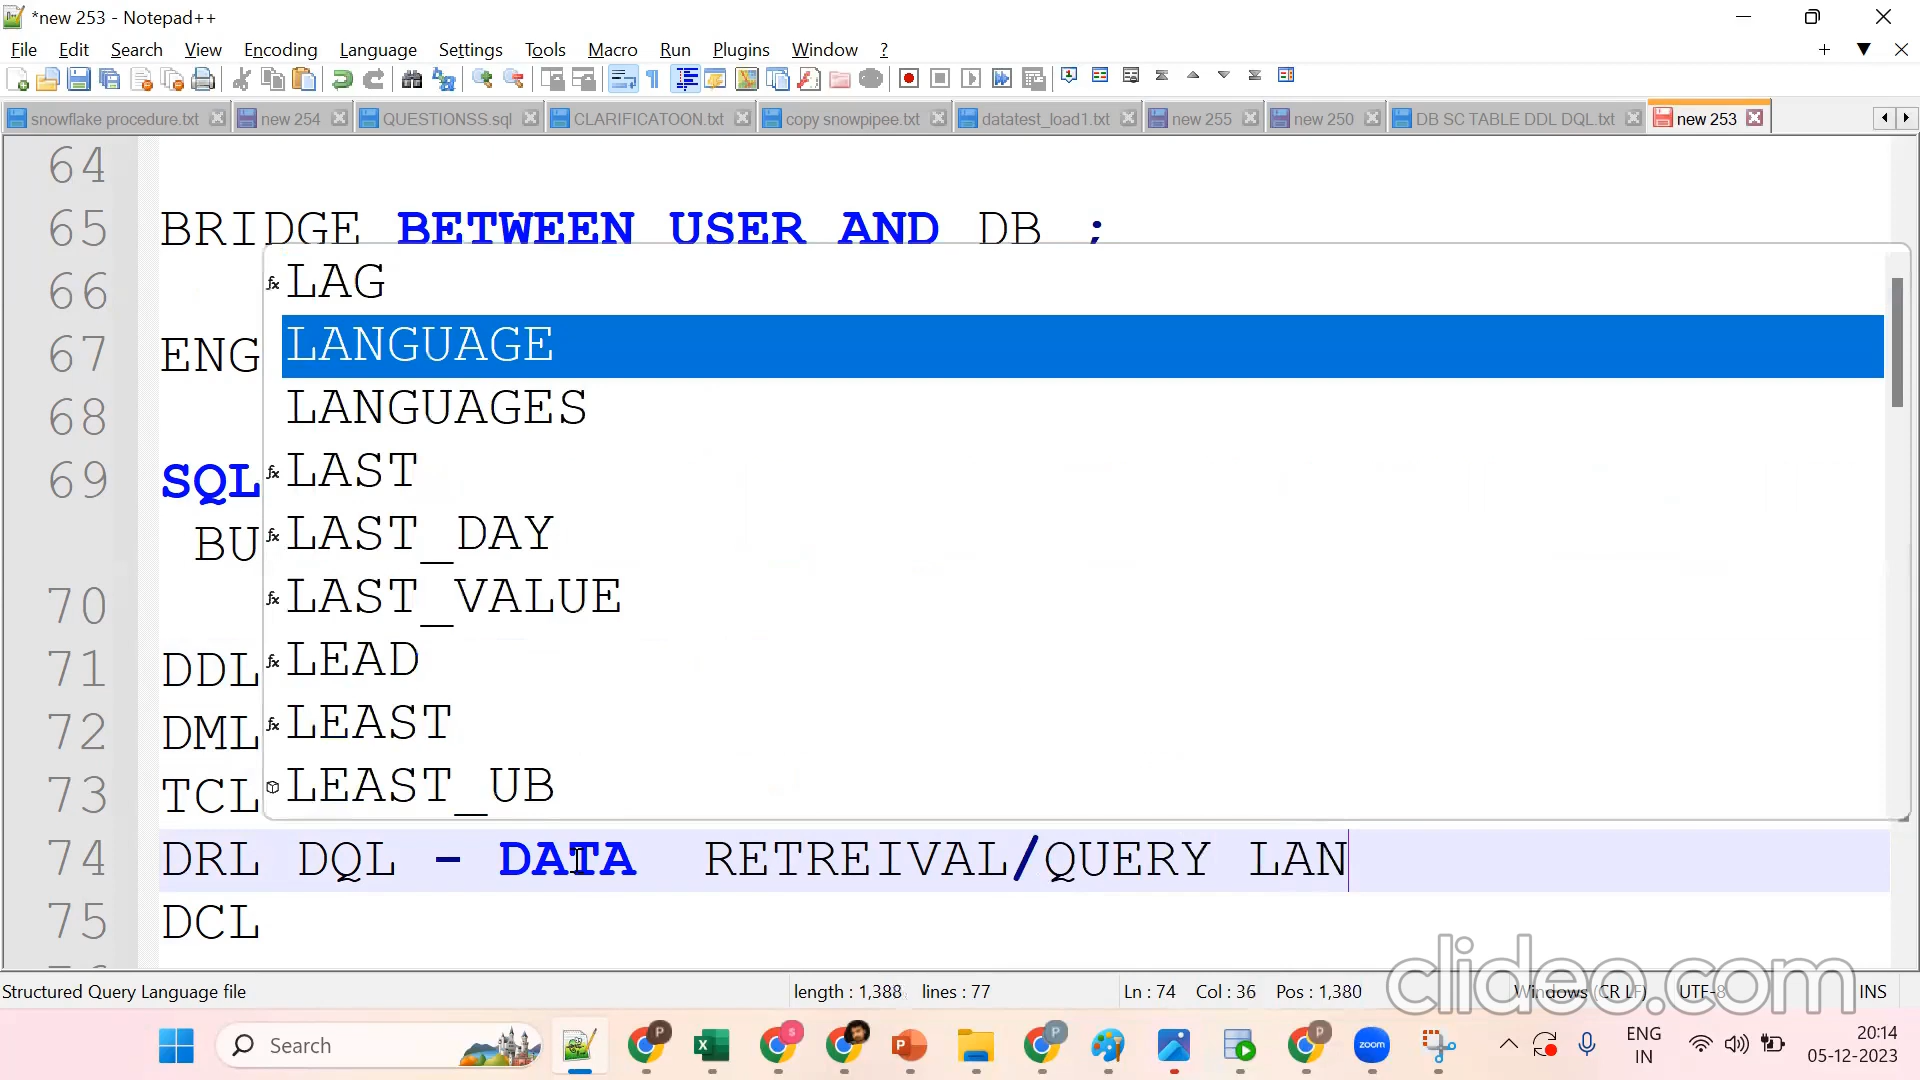 *new 253 - Notepad++
File Edit Search View Encoding Language Settings Tools Macro Run Plugins Window ?
snowflake procedure.txt new 254 QUESTIONSS.sql CLARIFICATOON.txt copy snowpipee.txt datatest_load1.txt new 255 new 250 DB SC TABLE DDL DQL.txt new 253
64
65 BRIDGE BETWEEN USER AND DB ;
66
67 ENG
68
69 SQL
BU
70
71 DDL
72 DML
73 TCL
LAG
LANGUAGE
LANGUAGES
LAST
LAST_DAY
LAST_VALUE
LEAD
LEAST
LEAST_UB
74 DRL DQL - DATA RETREIVAL/QUERY LAN
75 DCL
clideo.com
Structured Query Language file length : 1,388 lines : 77 Ln : 74 Col : 36 Pos : 1,380 Windows (CR LF) UTF-8 INS
Search
zoom
ENG
IN
20:14
05-12-2023